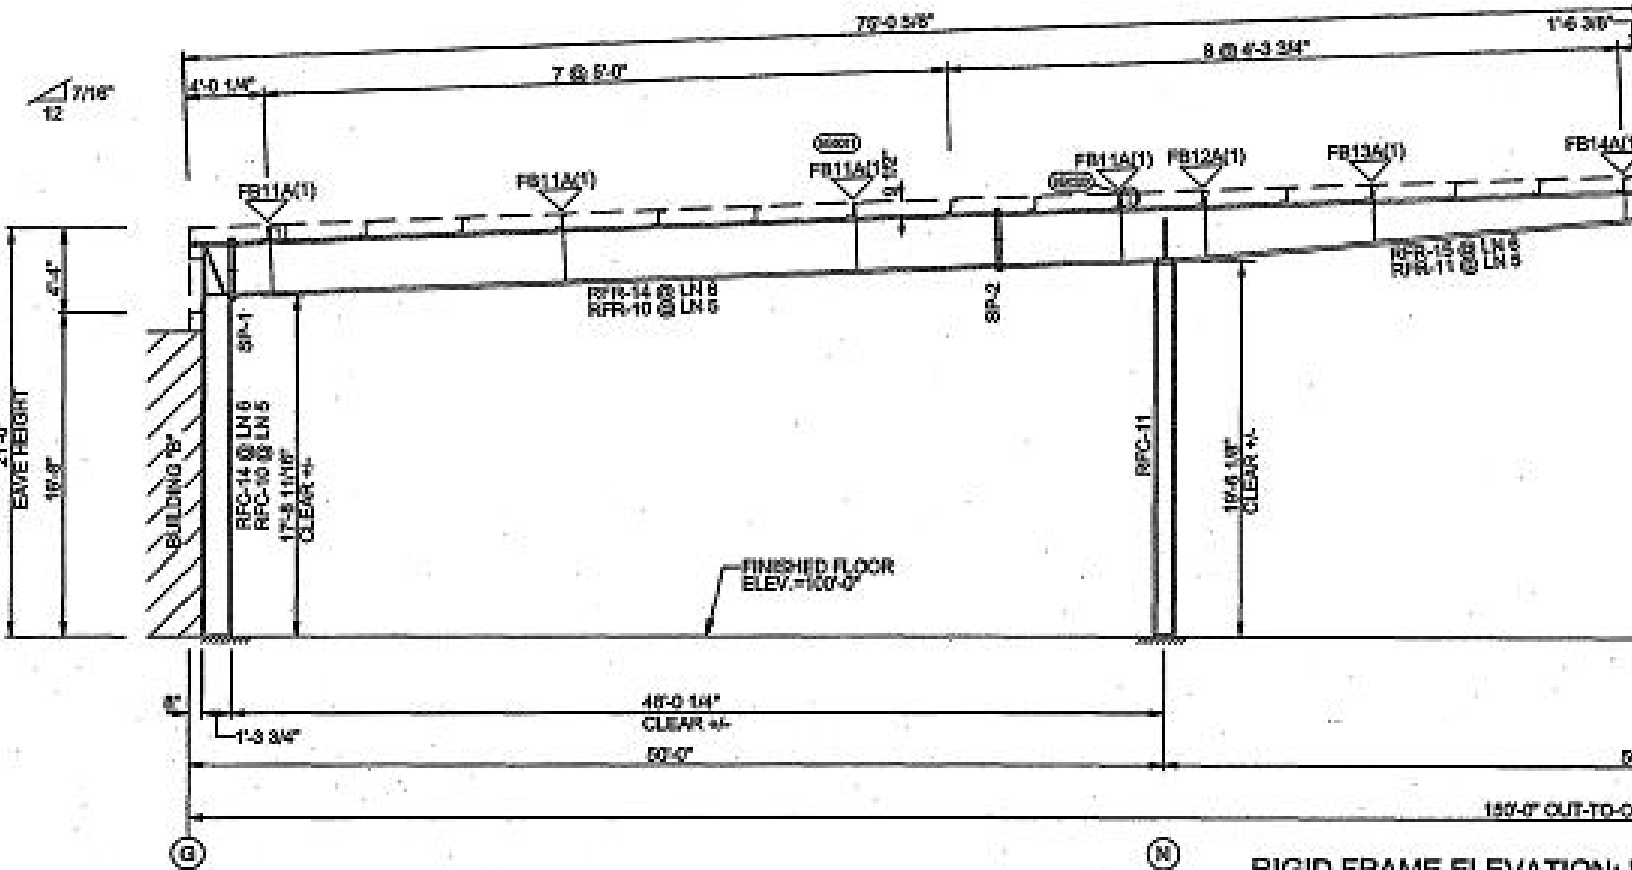 75'-0 5/8"
1'-6 3/8"
8 @ 4'-3 3/4"
7 @ 5'-0"
4'-0 1/4"
7/16"
12
FB11A(1)
FB11A(1)
FB11A(1)
FB11A(1)
FB12A(1)
FB13A(1)
FB14A(1
4'-4"
RFR-14 @ LN 6
RFR-10 @ LN 5
RFR-15 @ LN 6
RFR-11 @ LN 5
SP-1
SP-2
EAVE HEIGHT
16'-8"
BUILDING "B"
RFC-14 @ LN 6
RFC-10 @ LN 5
17'-6 11/16"
CLEAR +/-
RFC-11
CLEAR +/-
FINISHED FLOOR
ELEV.=100'-0"
8"
48'-0 1/4"
CLEAR +/-
1'-3 3/4"
50'-0"
150'-0" OUT-TO-O
G
N
RIGID FRAME ELEVATION: